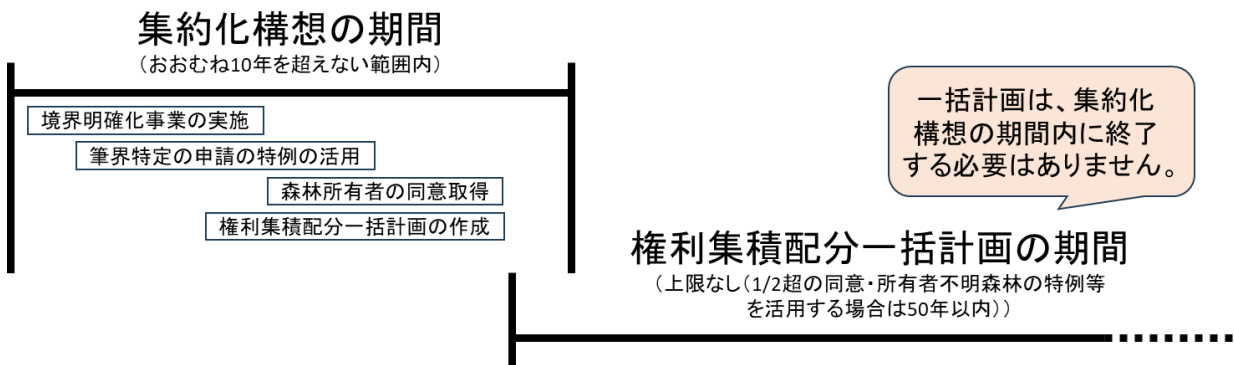 集約化構想の期間
（おおむね10年を超えない範囲内）
境界明確化事業の実施
筆界特定の申請の特例の活用
森林所有者の同意取得
権利集積配分一括計画の作成
一括計画は、集約化
構想の期間内に終了
する必要はありません。
権利集積配分一括計画の期間
（上限なし（1/2超の同意・所有者不明森林の特例等
を活用する場合は50年以内））